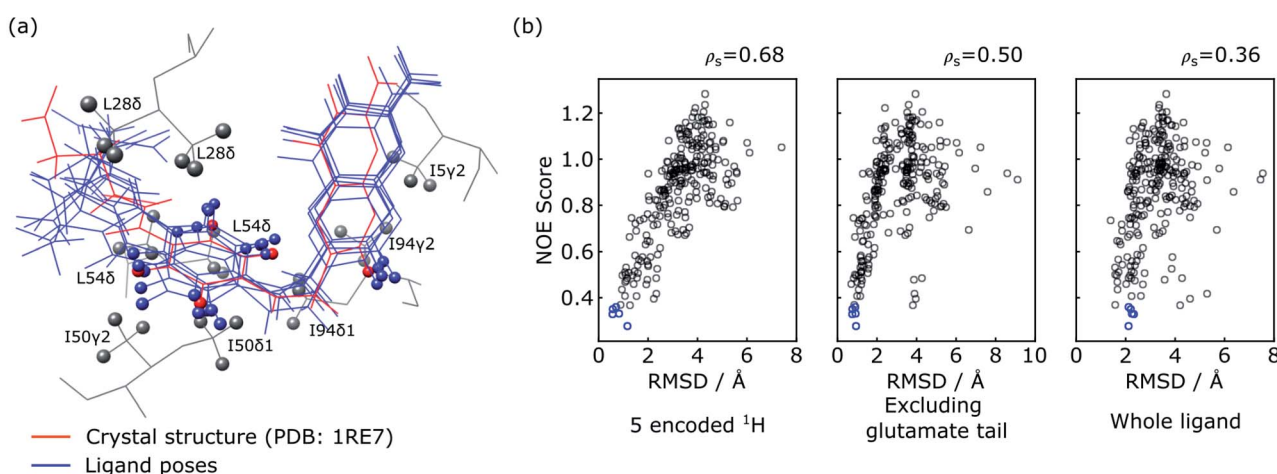 (a)
L28δ
L28δ
I5γ2
L54δ
I94γ2
L54δ
I50γ2
I50δ1
I94δ1
Crystal structure (PDB: 1RE7)
Ligand poses
(b)
ρs=0.68
ρs=0.50
ρs=0.36
NOE Score
1.2
1.0
0.8
0.6
0.4
0 2 4 6 8
0 2 4 6 8 10
0 2 4 6 8
RMSD / Å
RMSD / Å
RMSD / Å
5 encoded ¹H
Excluding
glutamate tail
Whole ligand